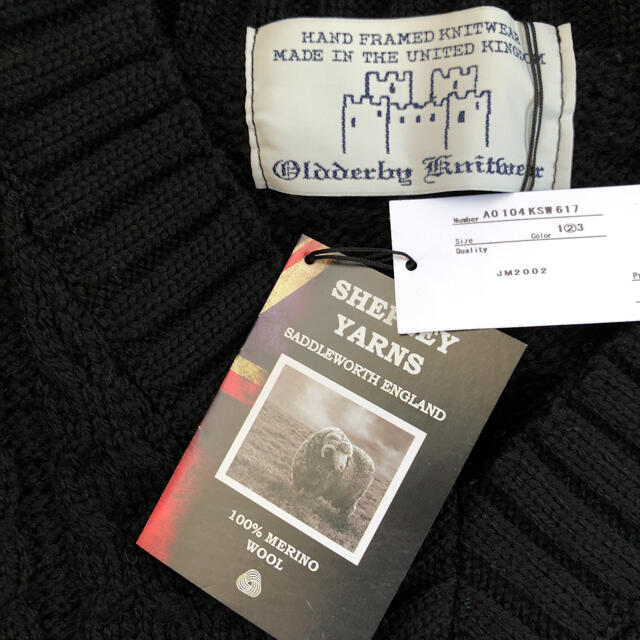 HAND FRAMED KNITWEAR
MADE IN THE UNITED KINGDOM
Oldderby Knitwear
Number A0104KSW617
Size Color 1②3
Quality
JM2002
YARNS
SADDLEWORTH ENGLAND
100% MERINO
WOOL